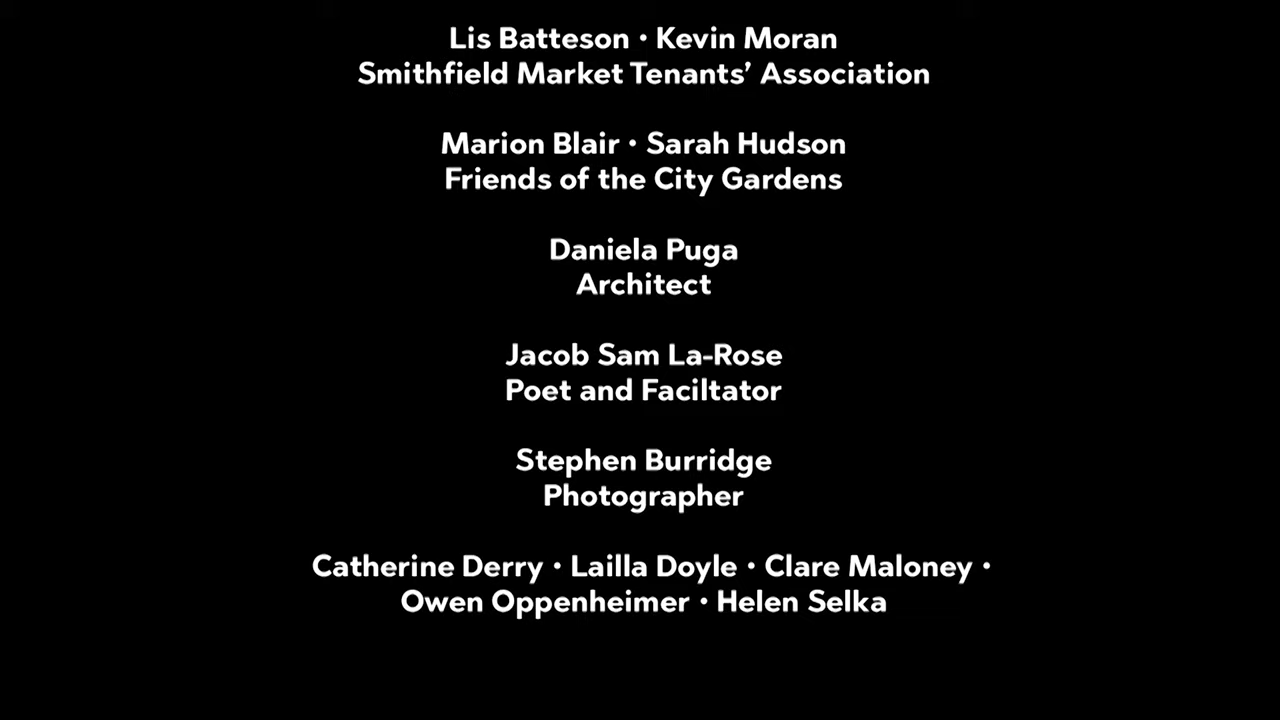 Lis Batteson • Kevin Moran
Smithfield Market Tenants’ Association
Marion Blair • Sarah Hudson
Friends of the City Gardens
Daniela Puga
Architect
Jacob Sam La-Rose
Poet and Faciltator
Stephen Burridge
Photographer
Catherine Derry • Lailla Doyle • Clare Maloney •
Owen Oppenheimer • Helen Selka